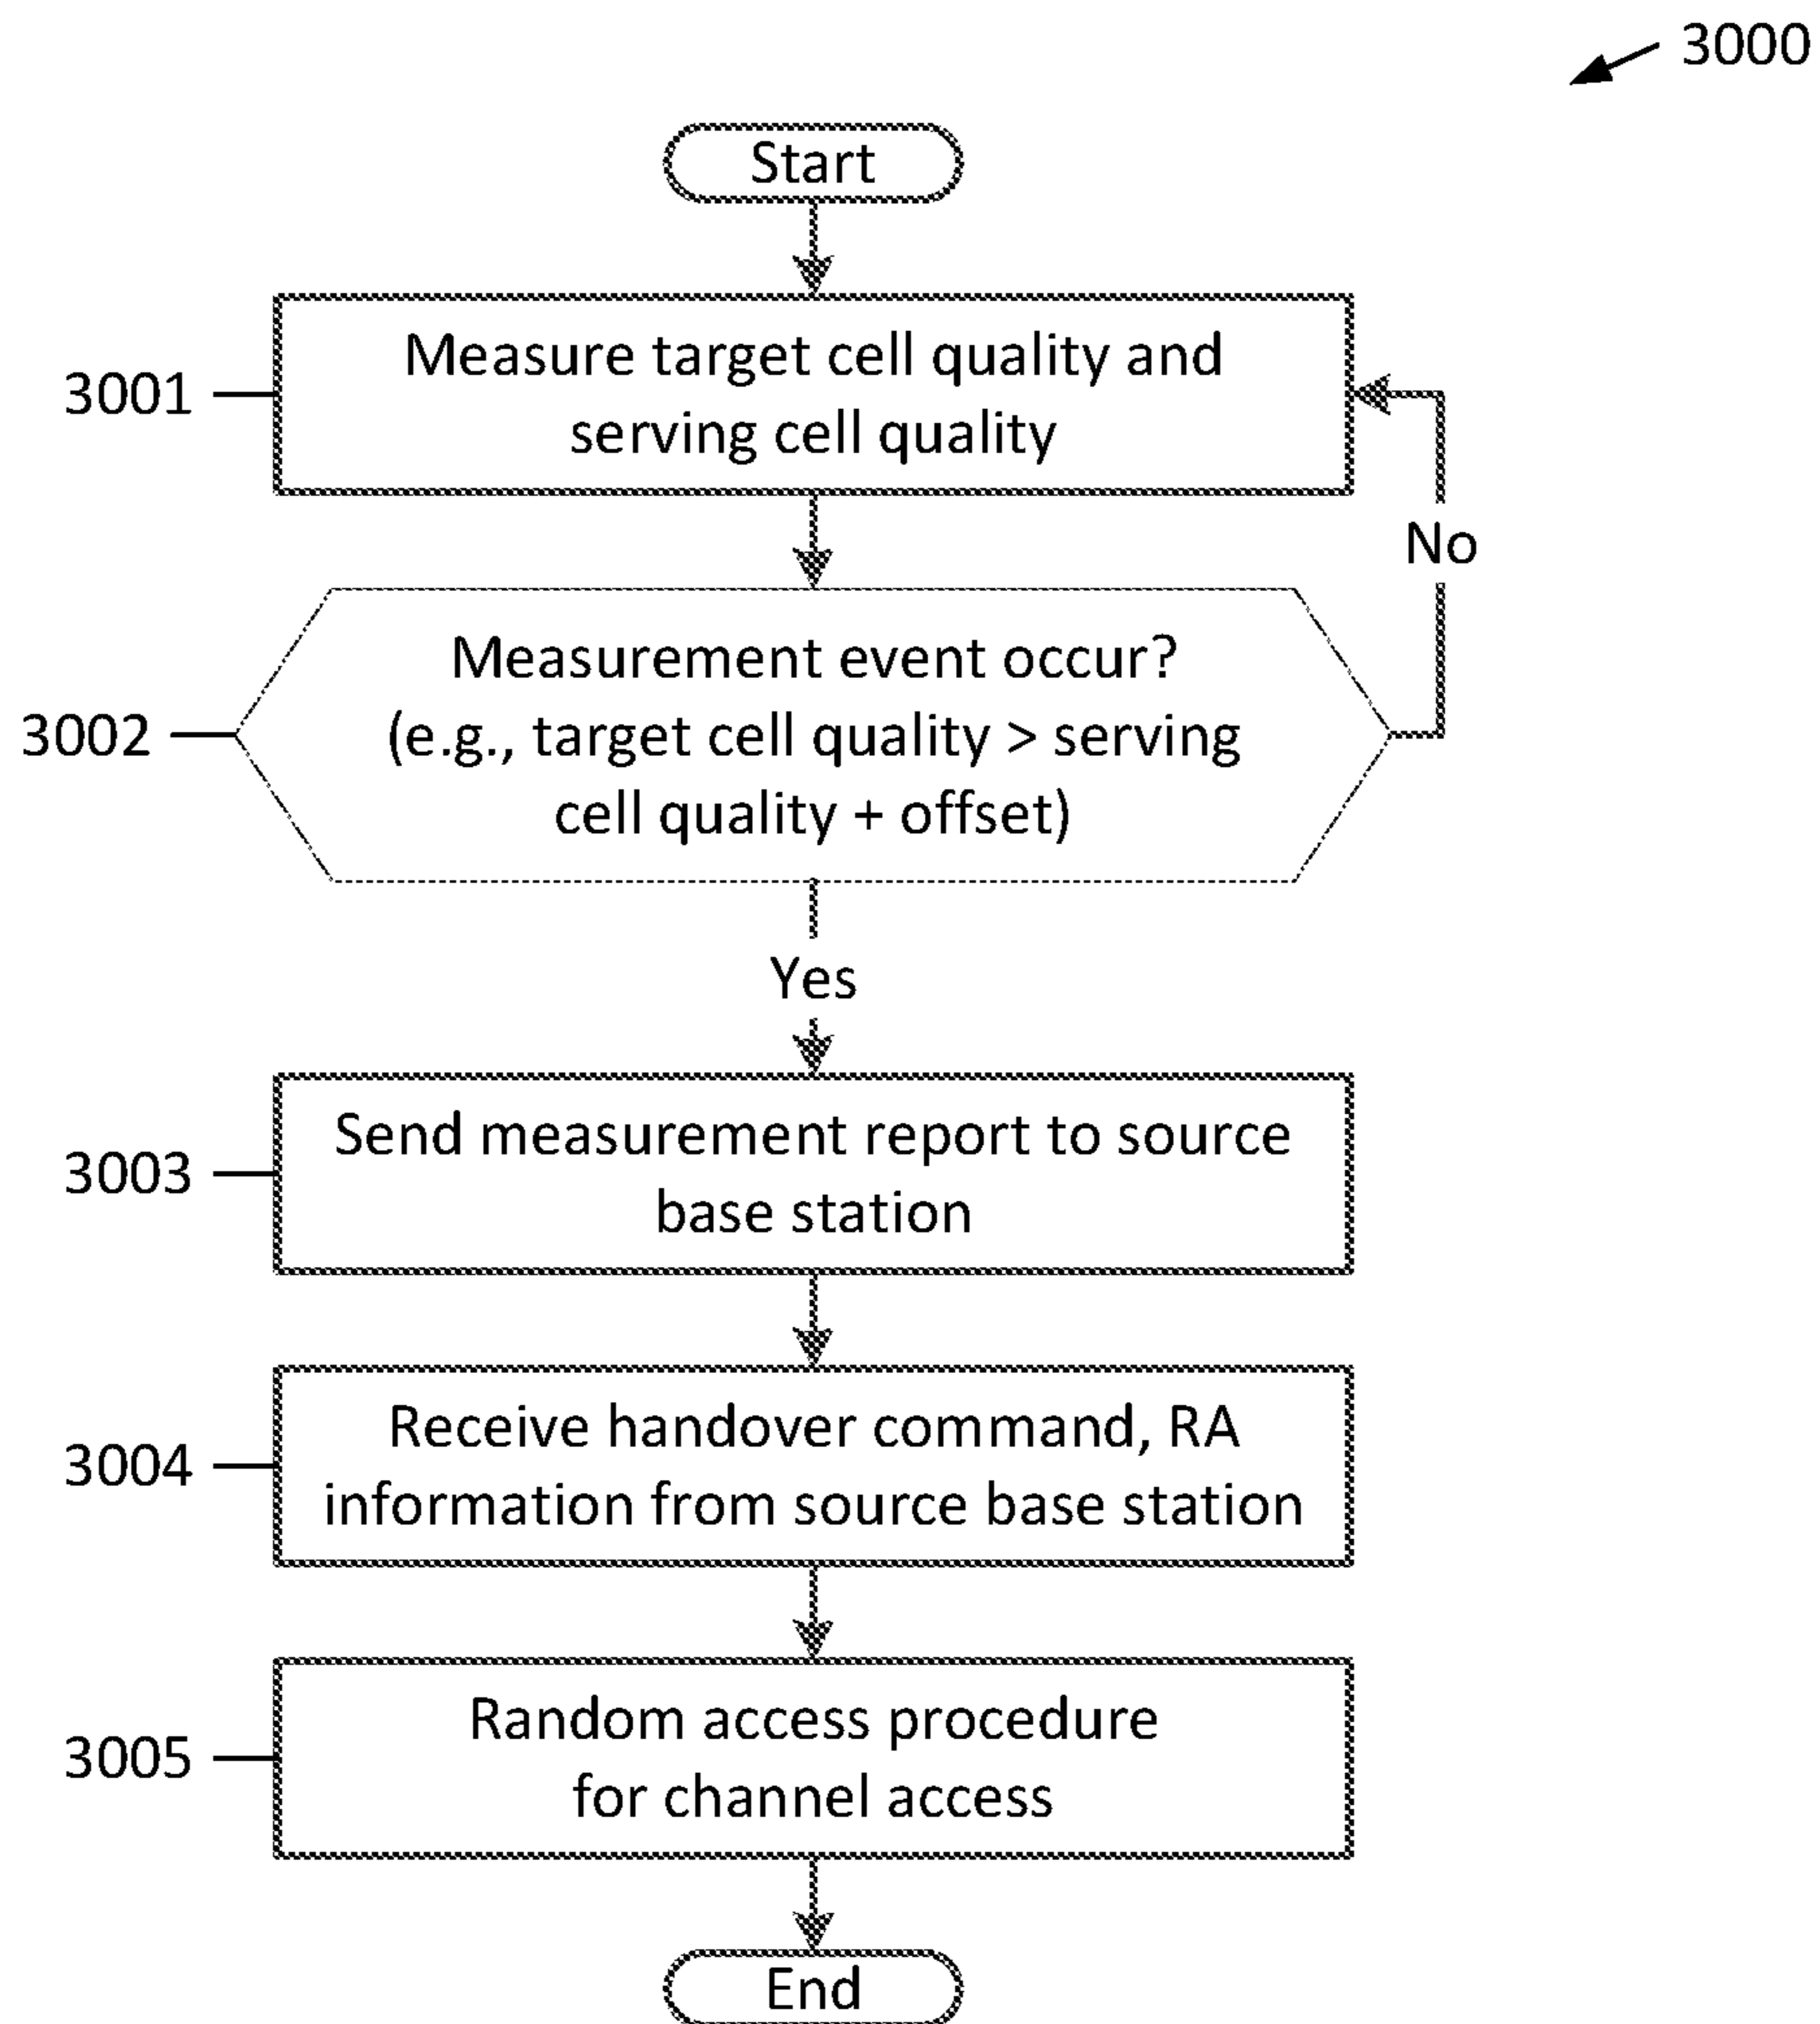 3000
Start
3001
Measure target cell quality and
serving cell quality
No
3002
Measurement event occur?
(e.g., target cell quality > serving
cell quality + offset)
Yes
3003
Send measurement report to source
base station
3004
Receive handover command, RA
information from source base station
3005
Random access procedure
for channel access
End